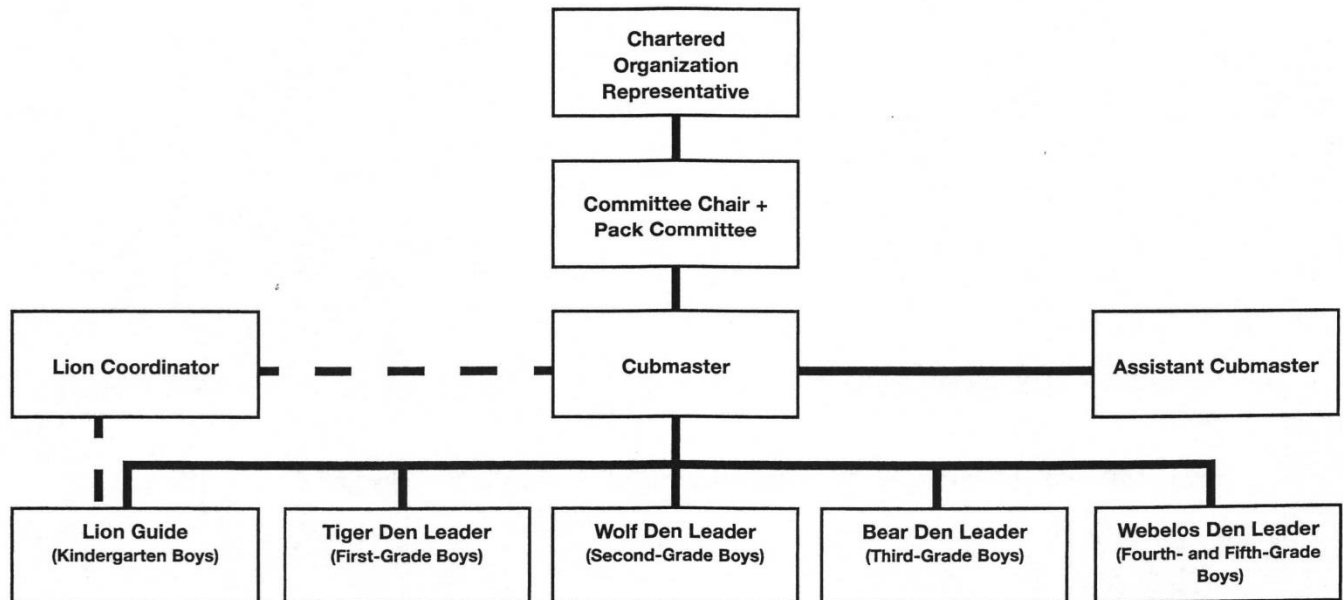 Chartered
Organization
Representative
Committee Chair +
Pack Committee
Lion Coordinator
Cubmaster
Assistant Cubmaster
Lion Guide
(Kindergarten Boys)
Tiger Den Leader
(First-Grade Boys)
Wolf Den Leader
(Second-Grade Boys)
Bear Den Leader
(Third-Grade Boys)
Webelos Den Leader
(Fourth- and Fifth-Grade
Boys)